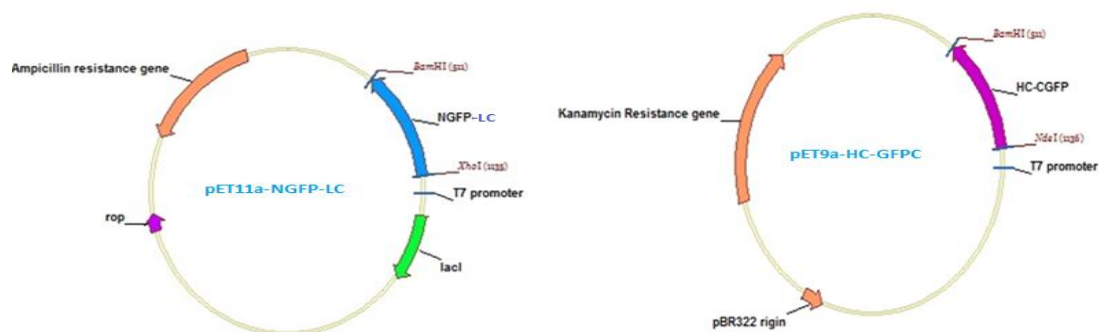 Ampicillin resistance gene
BamHI (511)
NGFP-LC
XhoI (1135)
pET11a-NGFP-LC
T7 promoter
rop
lacI
BamHI (511)
HC-CGFP
Kanamycin Resistance gene
NdeI (1136)
pET9a-HC-GFPC
T7 promoter
pBR322 rigin